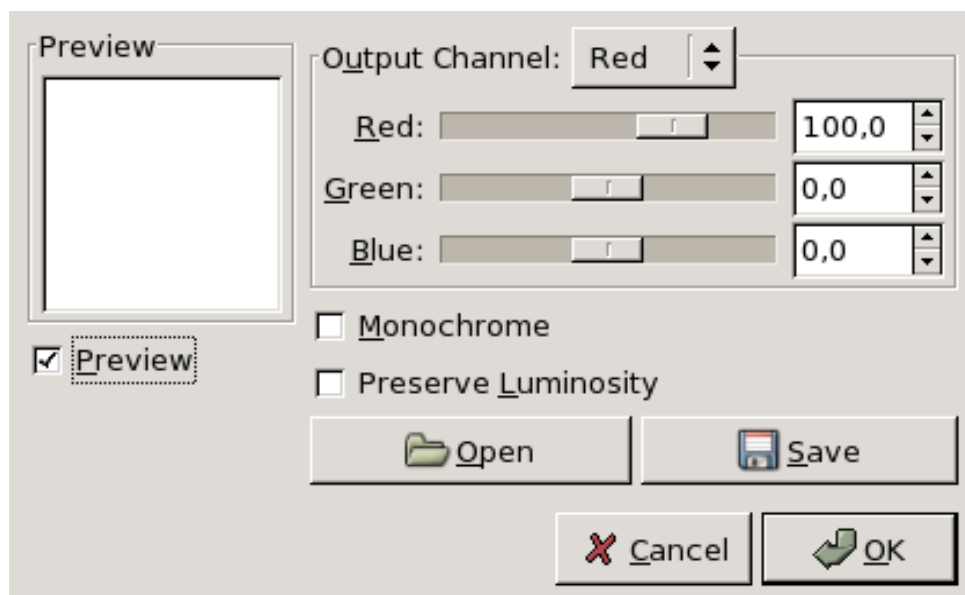 Preview
Preview
Output Channel: Red
Red: 100,0
Green: 0,0
Blue: 0,0
Monochrome
Preserve Luminosity
Open Save
Cancel OK